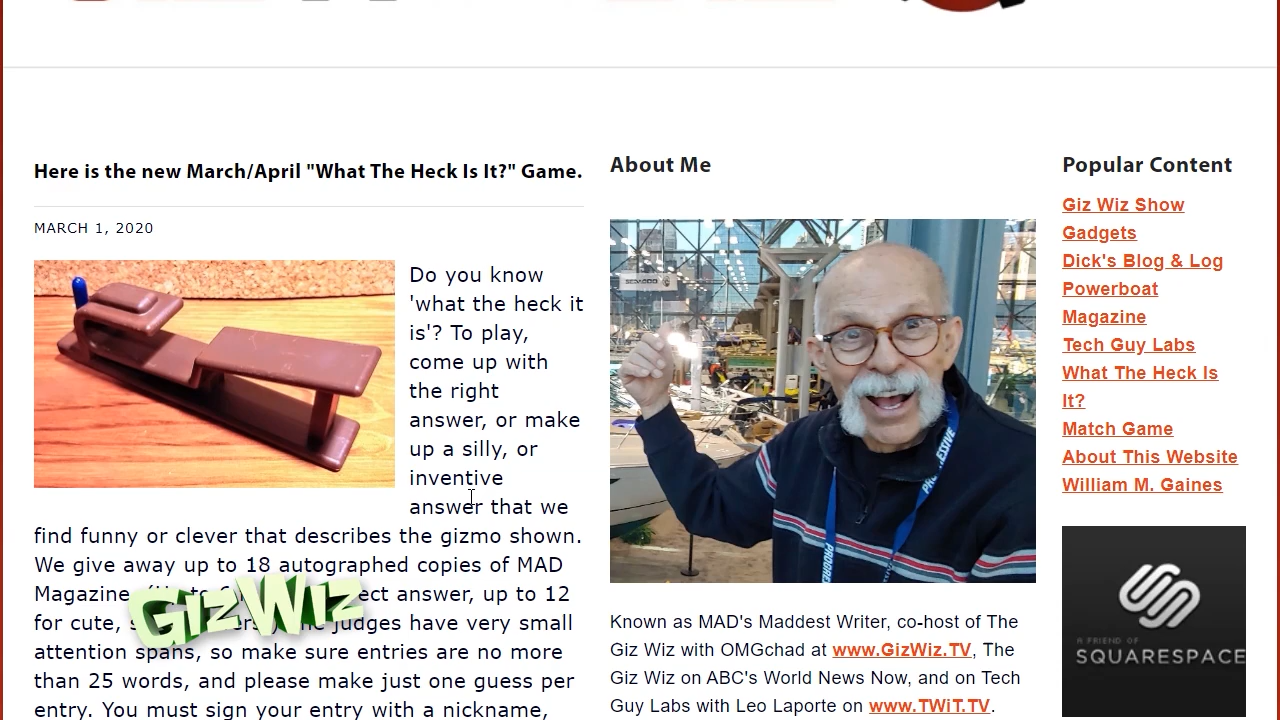 Here is the new March/April "What The Heck Is It?" Game.
MARCH 1, 2020
Do you know
'what the heck it
is'? To play,
come up with
the right
answer, or make
up a silly, or
inventive
answer that we
find funny or clever that describes the gizmo shown.
We give away up to 18 autographed copies of MAD
Magazine
ect answer, up to 12
for cute,
judges have very small
attention spans, so make sure entries are no more
than 25 words, and please make just one guess per
entry. You must sign your entry with a nickname,
GizWiz
About Me
SEDAGOO
PROGRESSIVE
PROGRE
Known as MAD's Maddest Writer, co-host of The
Giz Wiz with OMGchad at www.GizWiz.TV, The
Giz Wiz on ABC's World News Now, and on Tech
Guy Labs with Leo Laporte on www.TWiT.TV.
Popular Content
Giz Wiz Show
Gadgets
Dick's Blog & Log
Powerboat
Magazine
Tech Guy Labs
What The Heck Is
It?
Match Game
About This Website
William M. Gaines
A FRIEND OF
SQUARESPACE